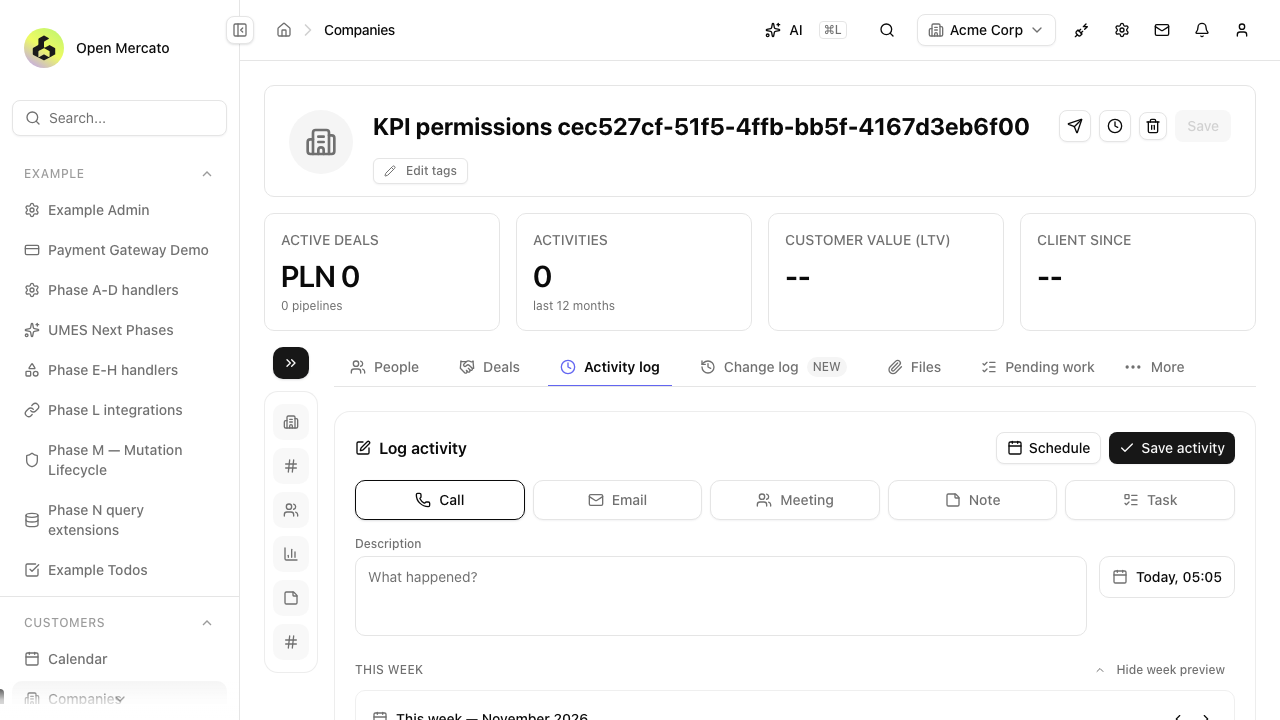 Open Mercato
Companies
AI
⌘L
Acme Corp
Search...
EXAMPLE
Example Admin
Payment Gateway Demo
Phase A-D handlers
UMES Next Phases
Phase E-H handlers
Phase L integrations
Phase M — Mutation
Lifecycle
Phase N query
extensions
Example Todos
CUSTOMERS
Calendar
Companies
KPI permissions cec527cf-51f5-4ffb-bb5f-4167d3eb6f00
Save
Edit tags
ACTIVE DEALS
PLN 0
0 pipelines
ACTIVITIES
0
last 12 months
CUSTOMER VALUE (LTV)
--
CLIENT SINCE
--
People
Deals
Activity log
Change log NEW
Files
Pending work
More
Log activity
Schedule
Save activity
Call
Email
Meeting
Note
Task
Description
What happened?
Today, 05:05
THIS WEEK
Hide week preview
This week — November 2026